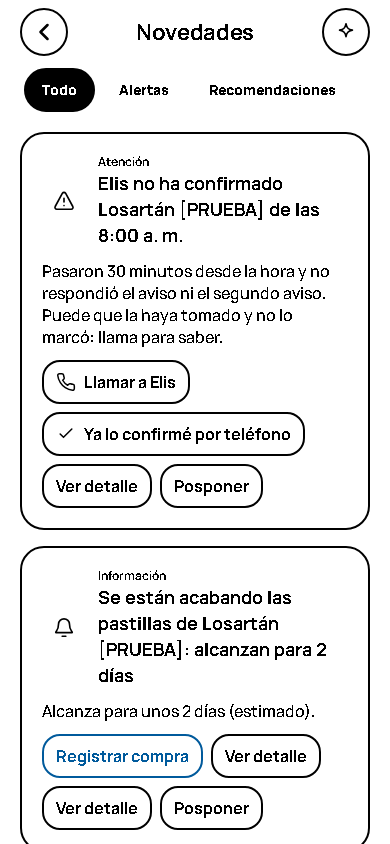 Novedades
Todo
Alertas
Recomendaciones
Atención
Elis no ha confirmado
Losartán [PRUEBA] de las
8:00 a. m.
Pasaron 30 minutos desde la hora y no
respondió el aviso ni el segundo aviso.
Puede que la haya tomado y no lo
marcó: llama para saber.
Llamar a Elis
Ya lo confirmé por teléfono
Ver detalle
Posponer
Información
Se están acabando las
pastillas de Losartán
[PRUEBA]: alcanzan para 2
días
Alcanza para unos 2 días (estimado).
Registrar compra
Ver detalle
Ver detalle
Posponer